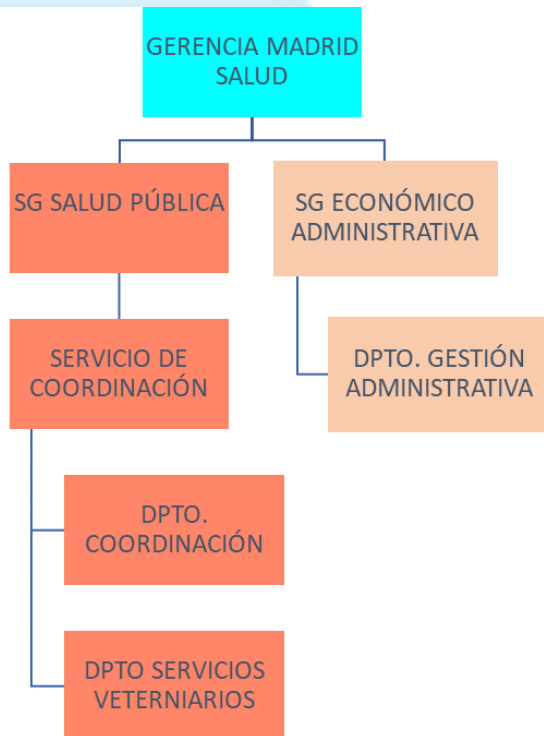 GERENCIA MADRID
SALUD
SG SALUD PÚBLICA
SG ECONÓMICO
ADMINISTRATIVA
SERVICIO DE
COORDINACIÓN
DPTO. GESTIÓN
ADMINISTRATIVA
DPTO.
COORDINACIÓN
DPTO SERVICIOS
VETERNIARIOS